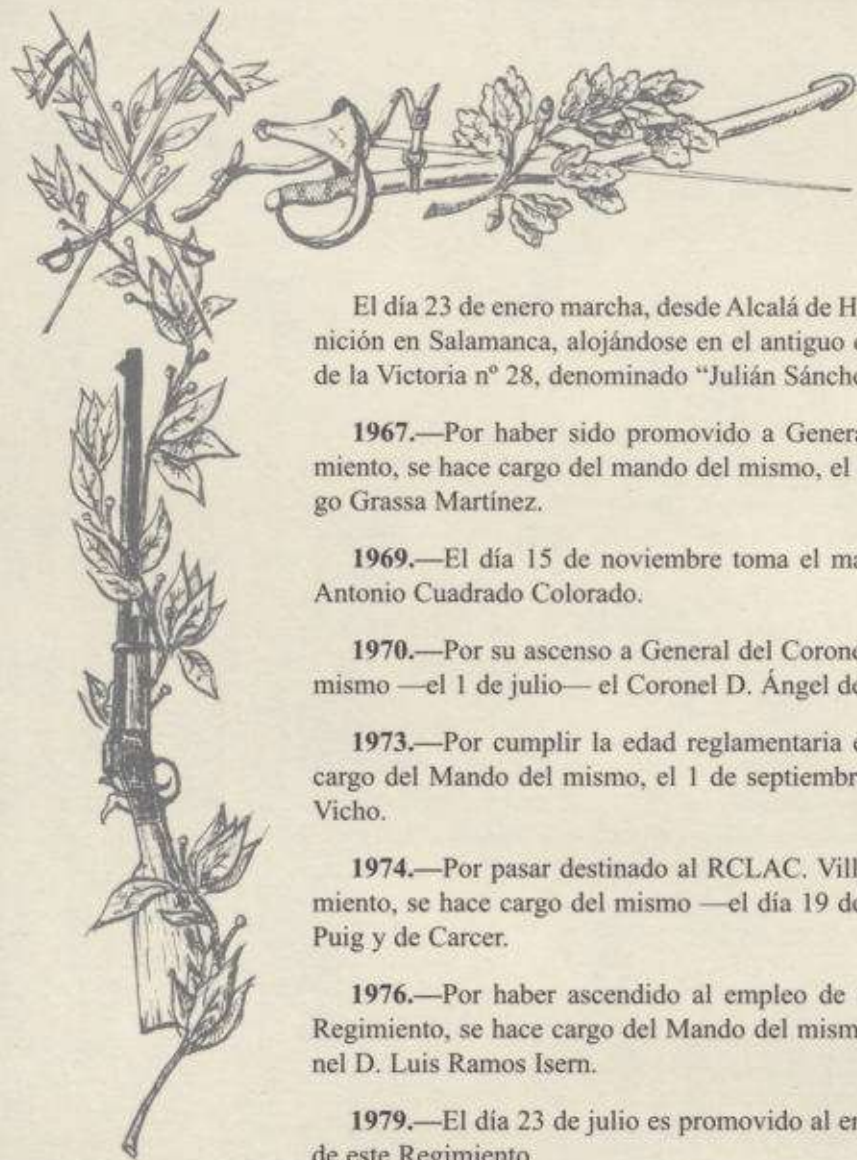 El día 23 de enero marcha, desde Alcalá de H
nición en Salamanca, alojándose en el antiguo
de la Victoria nº 28, denominado “Julián Sánche
1967.—Por haber sido promovido a Genera
miento, se hace cargo del mando del mismo, el
go Grassa Martínez.
1969.—El día 15 de noviembre toma el ma
Antonio Cuadrado Colorado.
1970.—Por su ascenso a General del Corone
mismo —el 1 de julio— el Coronel D. Ángel de
1973.—Por cumplir la edad reglamentaria e
cargo del Mando del mismo, el 1 de septiembr
Vicho.
1974.—Por pasar destinado al RCLAC. Vill
miento, se hace cargo del mismo —el día 19 de
Puig y de Carcer.
1976.—Por haber ascendido al empleo de
Regimiento, se hace cargo del Mando del mism
nel D. Luis Ramos Isern.
1979.—El día 23 de julio es promovido al e
de este Regimiento